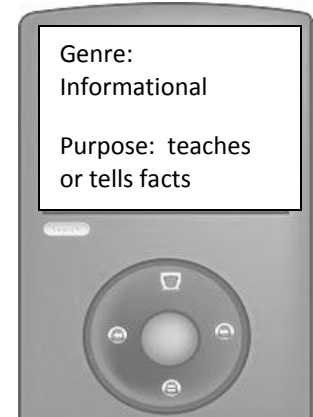 Genre:
Informational
Purpose:  teaches
or tells facts